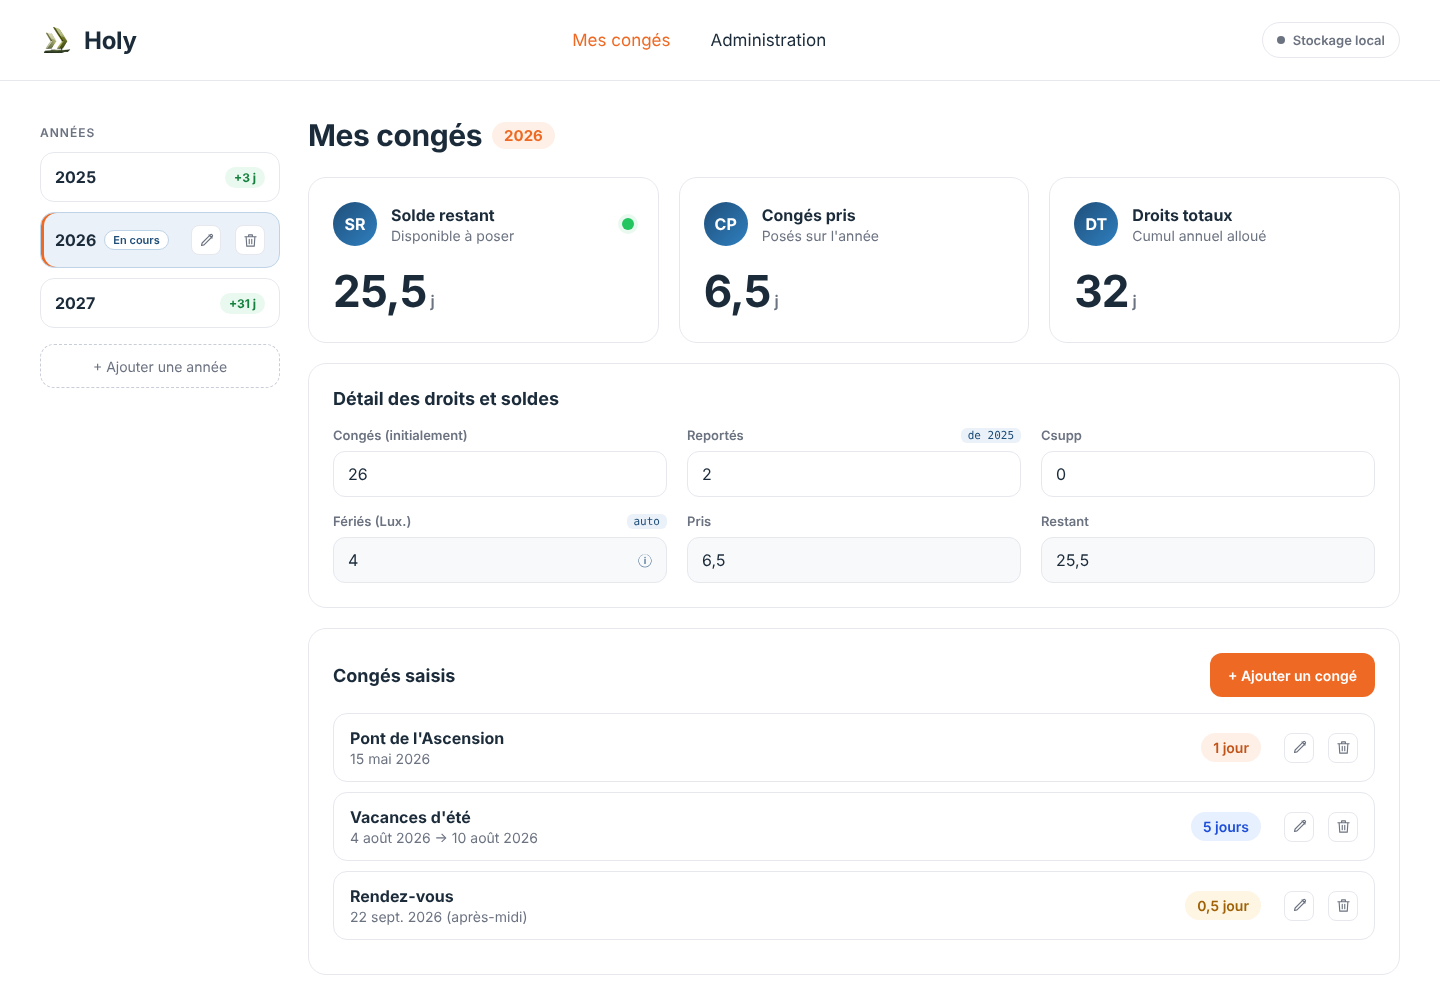 Holy
Mes congés
Administration
Stockage local
ANNÉES
2025
+3 j
2026
En cours
2027
+31 j
+ Ajouter une année
Mes congés
2026
SR
Solde restant
Disponible à poser
25,5 j
CP
Congés pris
Posés sur l'année
6,5 j
DT
Droits totaux
Cumul annuel alloué
32 j
Détail des droits et soldes
Congés (initialement)
26
Reportés
de 2025
2
Csupp
0
Fériés (Lux.)
auto
4
Pris
6,5
Restant
25,5
Congés saisis
+ Ajouter un congé
Pont de l'Ascension
15 mai 2026
1 jour
Vacances d'été
4 août 2026 → 10 août 2026
5 jours
Rendez-vous
22 sept. 2026 (après-midi)
0,5 jour